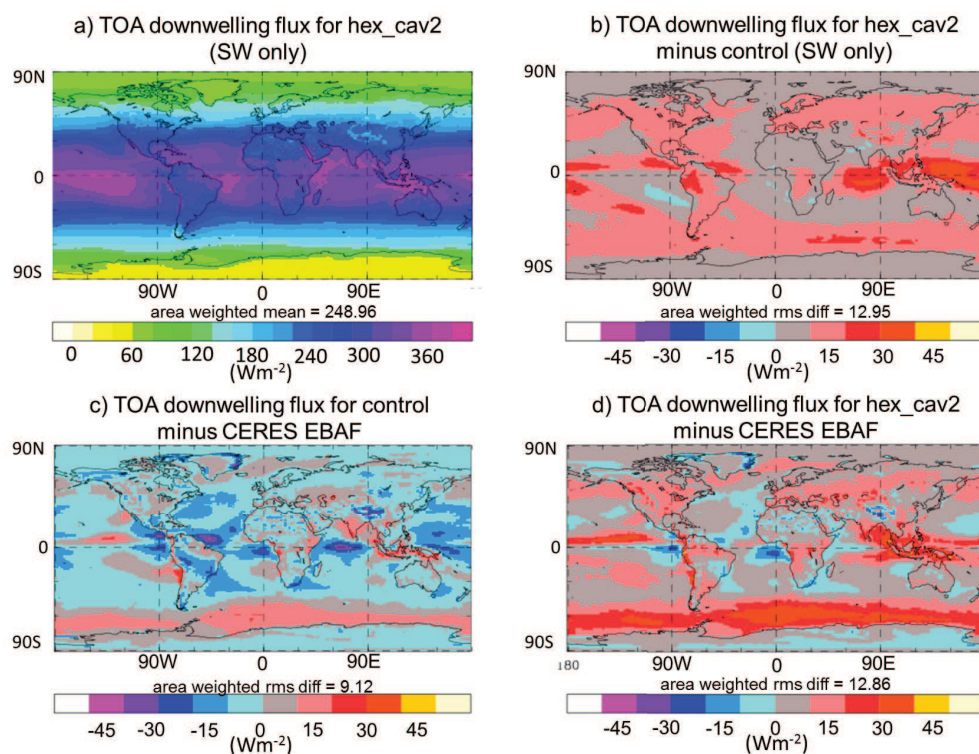 a) TOA downwelling flux for hex_cav2
(SW only)
90N
0
90S
90W 0 90E
area weighted mean = 248.96
0 60 120 180 240 300 360
(Wm-2)
b) TOA downwelling flux for hex_cav2
minus control (SW only)
90N
0
90S
90W 0 90E
area weighted rms diff = 12.95
-45 -30 -15 0 15 30 45
(Wm-2)
c) TOA downwelling flux for control
minus CERES EBAF
90N
0
90S
90W 0 90E
area weighted rms diff = 9.12
-45 -30 -15 0 15 30 45
(Wm-2)
d) TOA downwelling flux for hex_cav2
minus CERES EBAF
90N
0
90S
180 90W 0 90E
area weighted rms diff = 12.86
-45 -30 -15 0 15 30 45
(Wm-2)